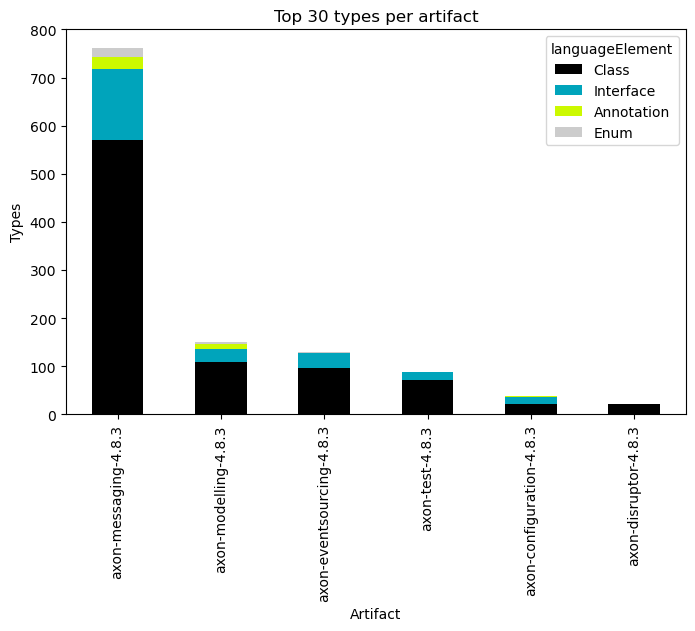 Top 30 types per artifact
languageElement
Class
Interface
Annotation
Enum
Types
800
700
600
500
400
300
200
100
0
axon-messaging-4.8.3
axon-modelling-4.8.3
axon-eventsourcing-4.8.3
axon-test-4.8.3
axon-configuration-4.8.3
axon-disruptor-4.8.3
Artifact